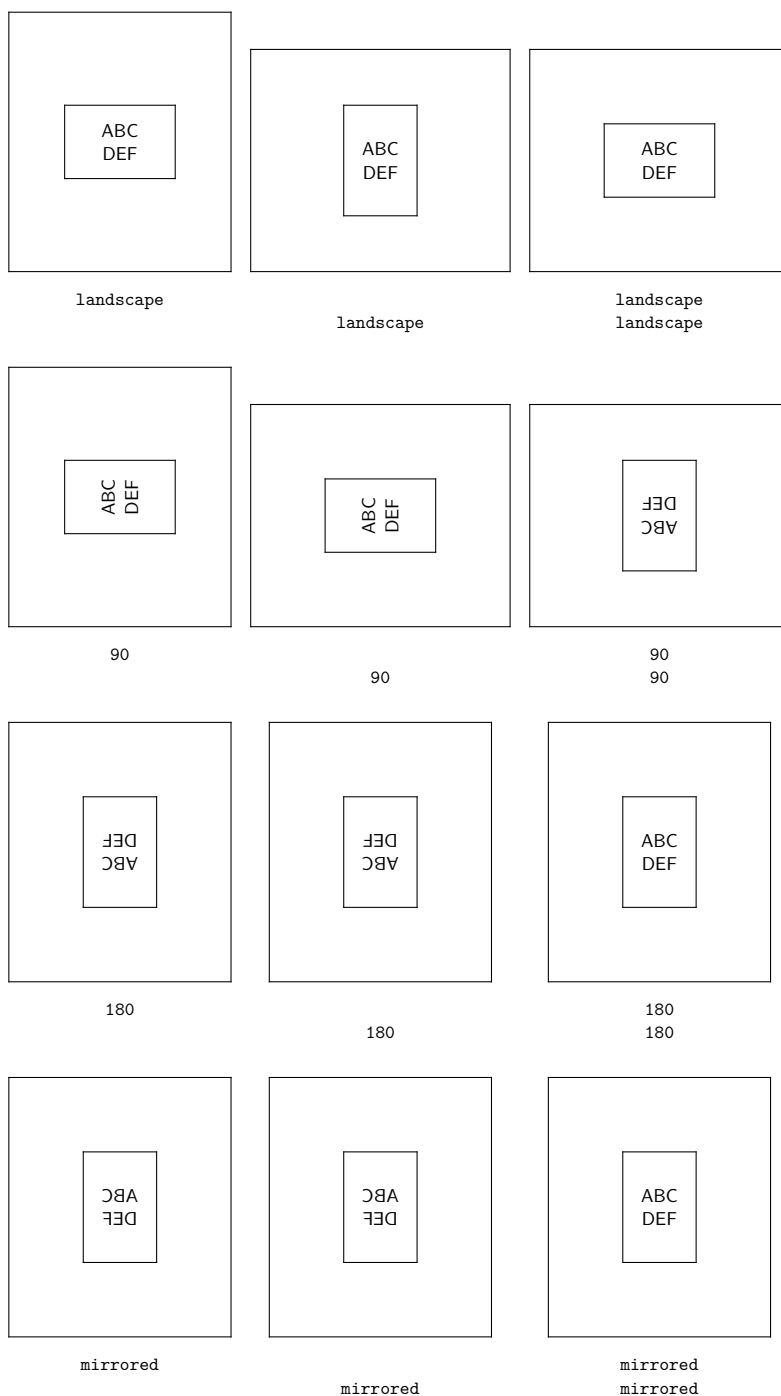 ABC
DEF
ABC
DEF
ABC
DEF
landscape
landscape
landscape
landscape
ABC
DEF
ABC
DEF
ABC
DEF
90
90
90
90
ABC
DEF
ABC
DEF
ABC
DEF
180
180
180
180
ABC
DEF
ABC
DEF
ABC
DEF
mirrored
mirrored
mirrored
mirrored